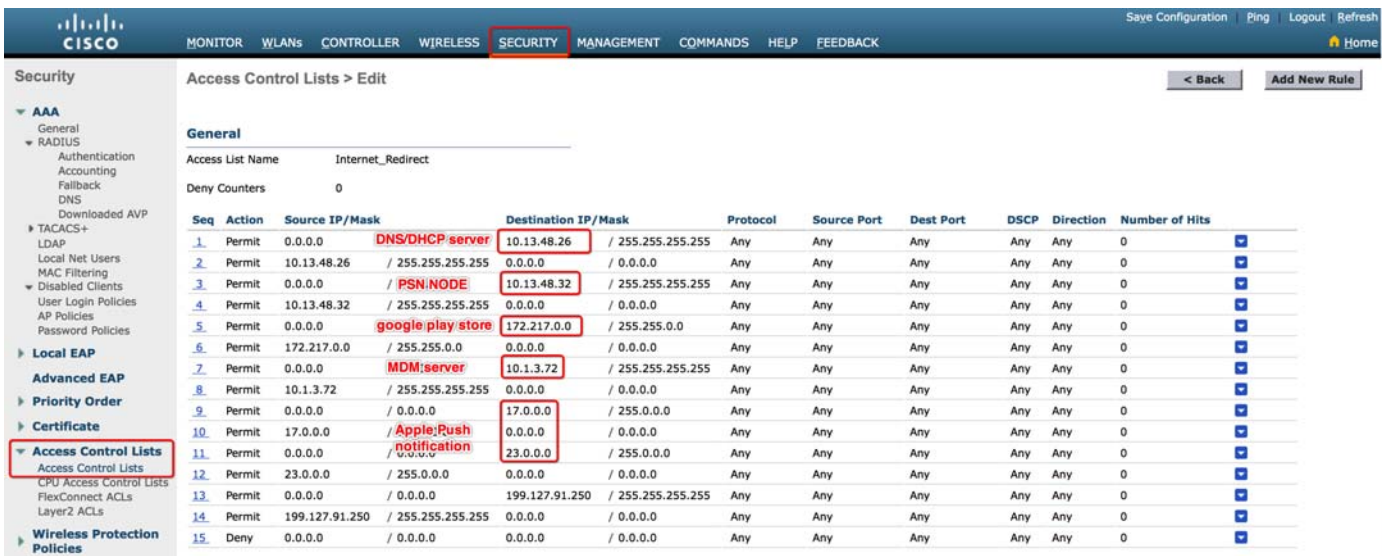 Save Configuration Ping Logout Refresh
CISCO MONITOR WLANs CONTROLLER WIRELESS SECURITY MANAGEMENT COMMANDS HELP FEEDBACK Home
Security
AAA
General
RADIUS
Authentication
Accounting
Fallback
DNS
Downloaded AVP
TACACS+
LDAP
Local Net Users
MAC Filtering
Disabled Clients
User Login Policies
AP Policies
Password Policies
Local EAP
Advanced EAP
Priority Order
Certificate
Access Control Lists
Access Control Lists
CPU Access Control Lists
FlexConnect ACLs
Layer2 ACLs
Wireless Protection
Policies
Access Control Lists > Edit < Back Add New Rule
General
Access List Name Internet_Redirect
Deny Counters 0
Seq Action Source IP/Mask Destination IP/Mask Protocol Source Port Dest Port DSCP Direction Number of Hits
1 Permit 0.0.0.0 DNS/DHCP server 10.13.48.26 / 255.255.255.255 Any Any Any Any Any 0
2 Permit 10.13.48.26 / 255.255.255.255 0.0.0.0 / 0.0.0.0 Any Any Any Any Any 0
3 Permit 0.0.0.0 / PSN NODE 10.13.48.32 / 255.255.255.255 Any Any Any Any Any 0
4 Permit 10.13.48.32 / 255.255.255.255 0.0.0.0 / 0.0.0.0 Any Any Any Any Any 0
5 Permit 0.0.0.0 google play store 172.217.0.0 / 255.255.0.0 Any Any Any Any Any 0
6 Permit 172.217.0.0 / 255.255.0.0 0.0.0.0 / 0.0.0.0 Any Any Any Any Any 0
7 Permit 0.0.0.0 MDM server 10.1.3.72 / 255.255.255.255 Any Any Any Any Any 0
8 Permit 10.1.3.72 / 255.255.255.255 0.0.0.0 / 0.0.0.0 Any Any Any Any Any 0
9 Permit 0.0.0.0 / 0.0.0.0 17.0.0.0 / 255.0.0.0 Any Any Any Any Any 0
10 Permit 17.0.0.0 / Apple Push 0.0.0.0 / 0.0.0.0 Any Any Any Any Any 0
notification
11 Permit 0.0.0.0 / 23.0.0.0 / 255.0.0.0 Any Any Any Any Any 0
12 Permit 23.0.0.0 / 255.0.0.0 0.0.0.0 / 0.0.0.0 Any Any Any Any Any 0
13 Permit 0.0.0.0 / 0.0.0.0 199.127.91.250 / 255.255.255.255 Any Any Any Any Any 0
14 Permit 199.127.91.250 / 255.255.255.255 0.0.0.0 / 0.0.0.0 Any Any Any Any Any 0
15 Deny 0.0.0.0 / 0.0.0.0 0.0.0.0 / 0.0.0.0 Any Any Any Any Any 0